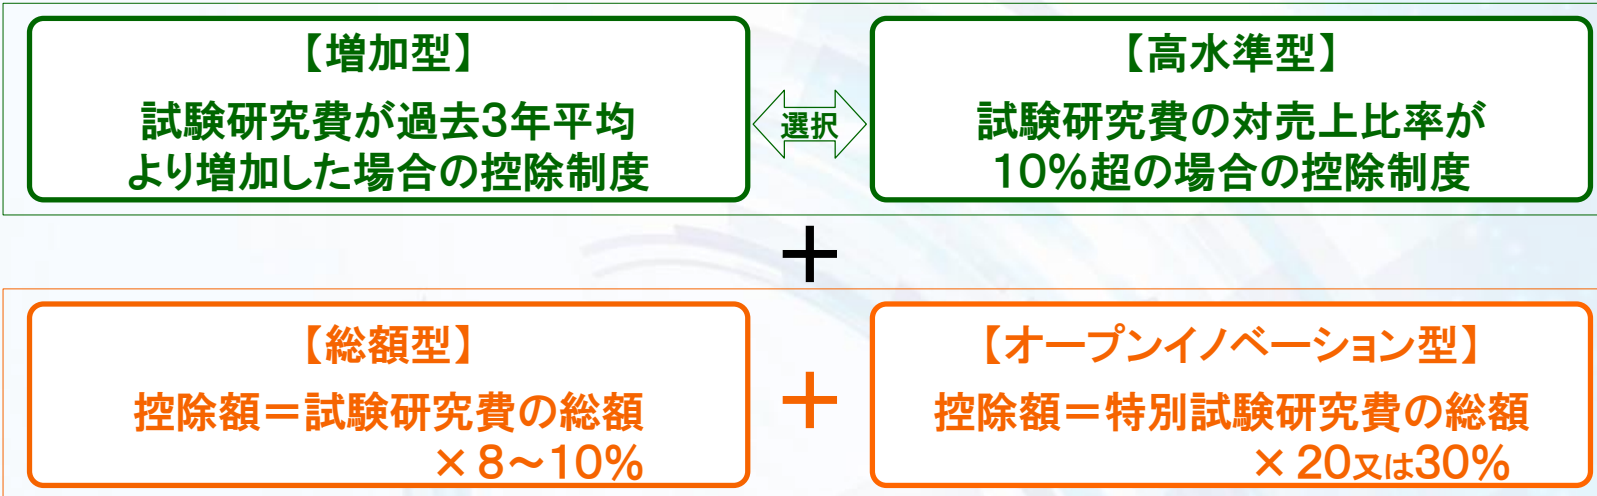 【増加型】
試験研究費が過去3年平均
より増加した場合の控除制度
選択
【高水準型】
試験研究費の対売上比率が
10%超の場合の控除制度
+
【総額型】
控除額=試験研究費の総額
×8~10%
+
【オープンイノベーション型】
控除額=特別試験研究費の総額
×20又は30%